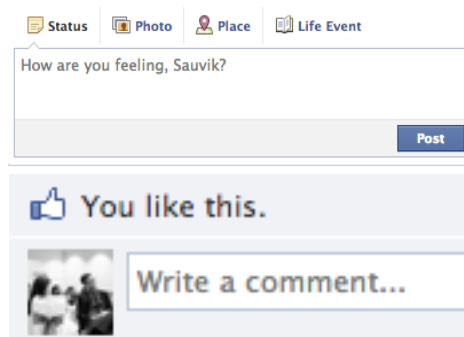 Status Photo Place Life Event
How are you feeling, Sauvik?
Post
You like this.
Write a comment...